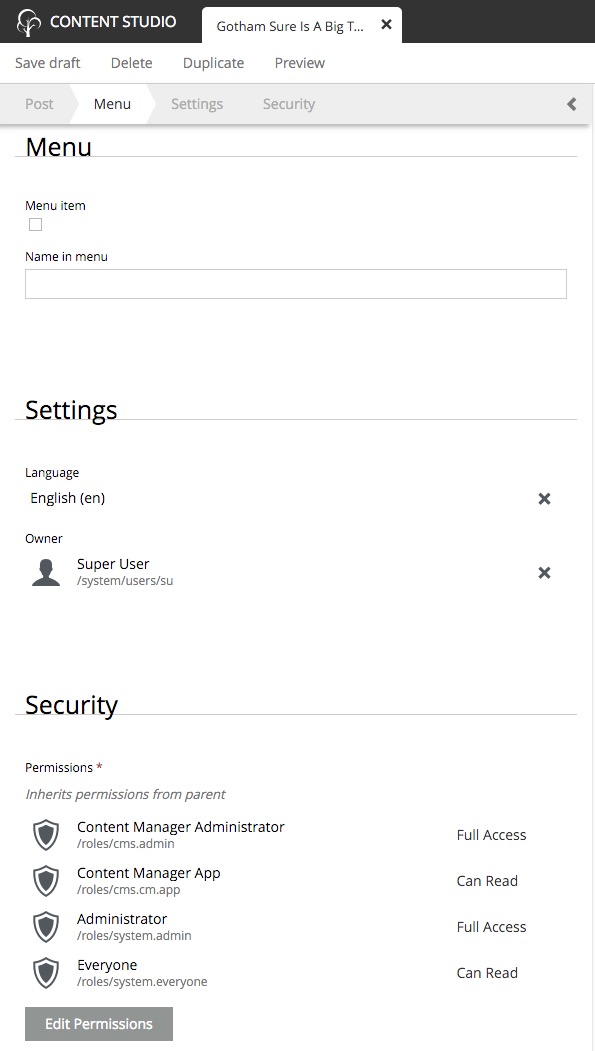 CONTENT STUDIO
Gotham Sure Is A Big T...
Save draft Delete Duplicate Preview
Post Menu Settings Security
Menu
Menu item
Name in menu
Settings
Language
English (en)
Owner
Super User
/system/users/su
Security
Permissions *
Inherits permissions from parent
Content Manager Administrator
/roles/cms.admin
Full Access
Content Manager App
/roles/cms.cm.app
Can Read
Administrator
/roles/system.admin
Full Access
Everyone
/roles/system.everyone
Can Read
Edit Permissions